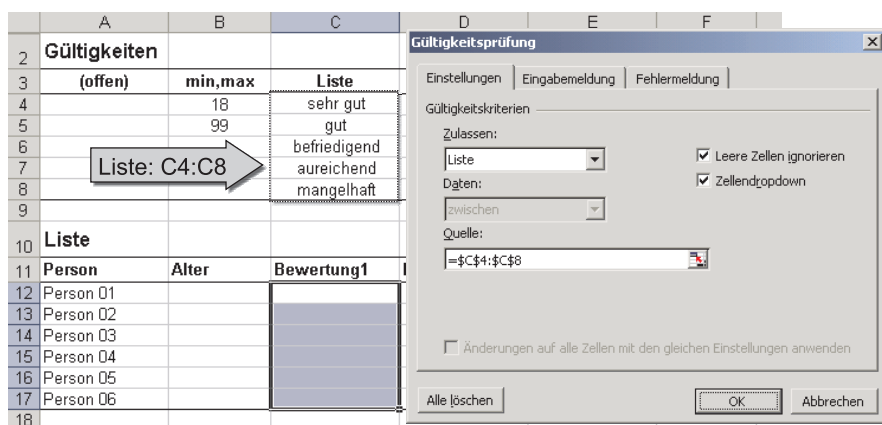 A B C D E F
2 Gültigkeiten
3 (offen) min,max Liste
4 18 sehr gut
5 99 gut
6 befriedigend
7 aureichend
8 mangelhaft
Liste: C4:C8
9
10 Liste
11 Person Alter Bewertung1
12 Person 01
13 Person 02
14 Person 03
15 Person 04
16 Person 05
17 Person 06
18
Gültigkeitsprüfung
Einstellungen Eingabemeldung Fehlermeldung
Gültigkeitskriterien
Zulassen:
Liste Leere Zellen ignorieren
Daten: Zellendropdown
zwischen
Quelle:
=$C$4:$C$8
Änderungen auf alle Zellen mit den gleichen Einstellungen anwenden
Alle löschen OK Abbrechen